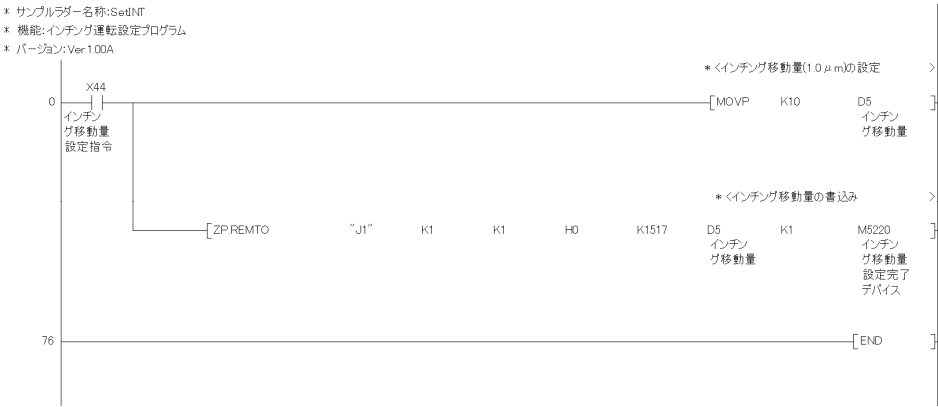 * サンプルラダー名称:SetINT
* 機能:インチング運転設定プログラム
* バージョン:Ver.1.00A
* <インチング移動量(1.0μm)の設定 >
X44
0 MOVP K10 D5
インチン インチン
グ移動量 グ移動量
設定指令
* <インチング移動量の書込み >
ZP.REMTO "J1" K1 K1 H0 K1517 D5 K1 M5220
インチン インチン
グ移動量 グ移動量
設定完了
デバイス
76 END